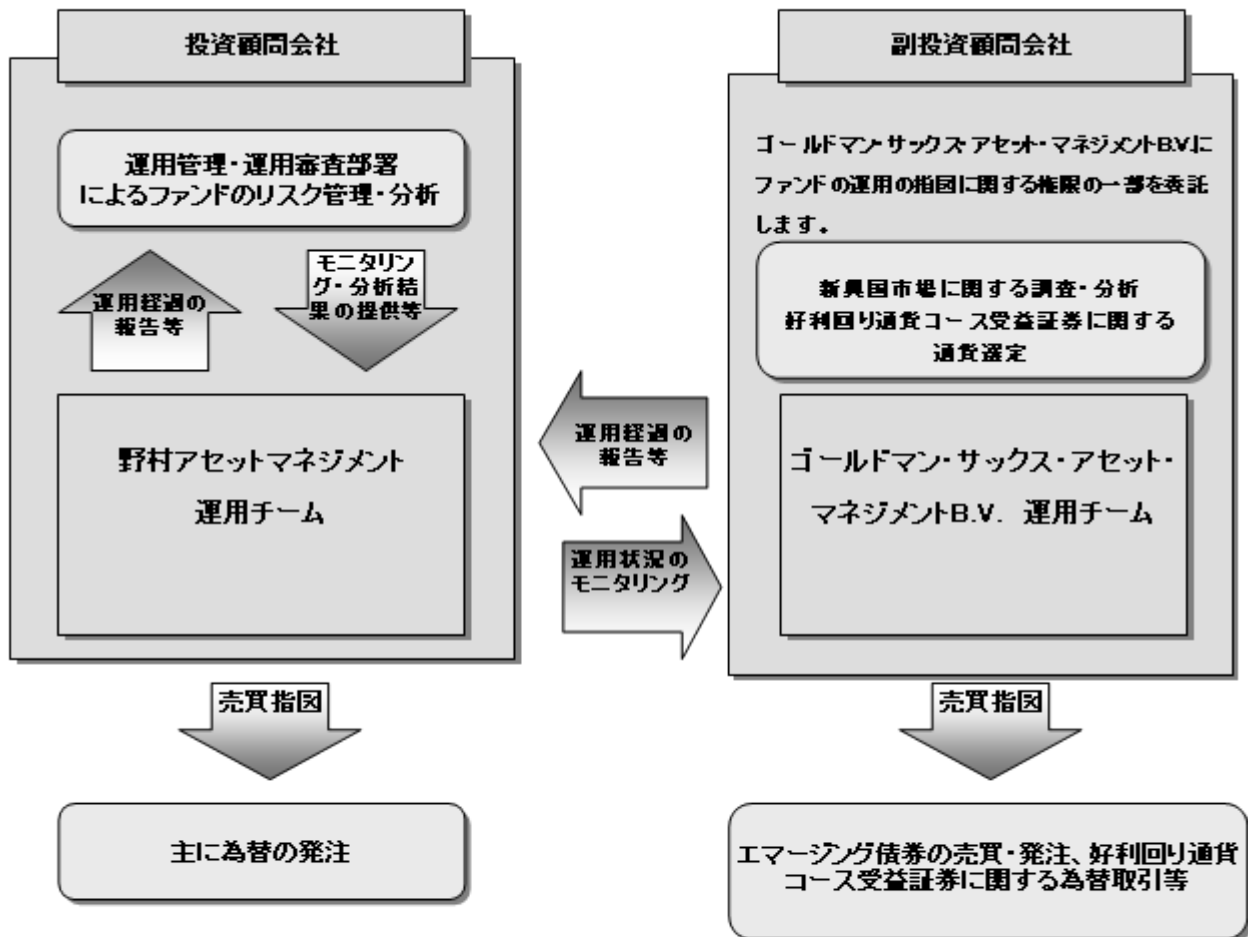 投資顧問会社
運用管理・運用審査部署
によるファンドのリスク管理・分析
運用経過の
報告等
モニタリン
グ・分析結
果の提供等
野村アセットマネジメント
運用チーム
売買指図
主に為替の発注
運用経過の
報告等
運用状況の
モニタリング
副投資顧問会社
ゴールドマン・サックス・アセット・マネジメントB.V.に
ファンドの運用の指図に関する権限の一部を委託
します。
新興国市場に関する調査・分析
好利回り通貨コース受益証券に関する
通貨選定
ゴールドマン・サックス・アセット・
マネジメントB.V. 運用チーム
売買指図
エマージング債券の売買・発注、好利回り通貨
コース受益証券に関する為替取引等